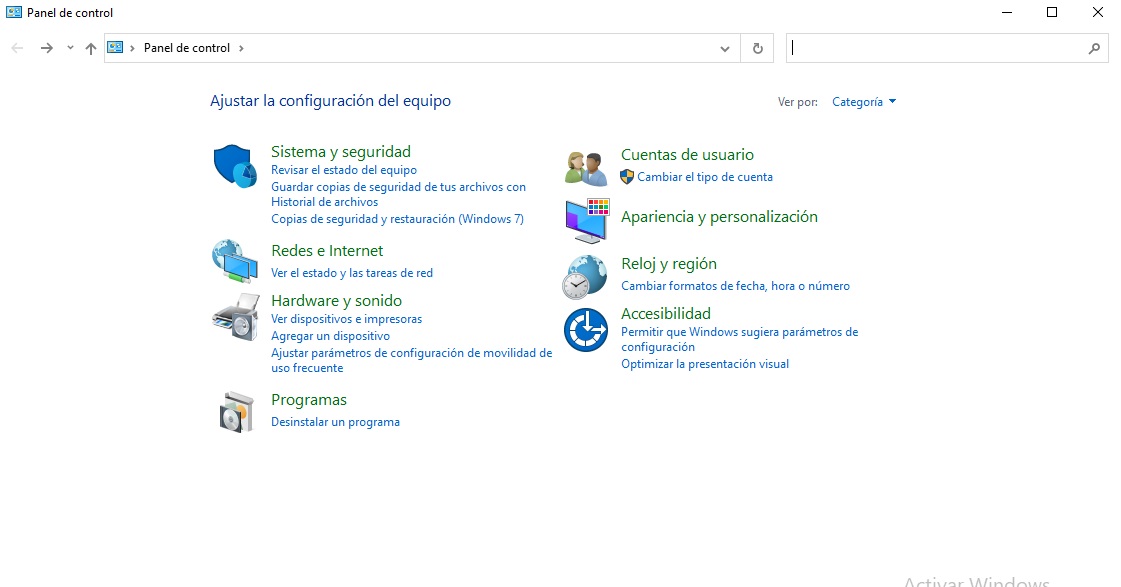 Panel de control
Panel de control
Ajustar la configuración del equipo
Ver por: Categoría
Sistema y seguridad
Revisar el estado del equipo
Guardar copias de seguridad de tus archivos con
Historial de archivos
Copias de seguridad y restauración (Windows 7)
Redes e Internet
Ver el estado y las tareas de red
Hardware y sonido
Ver dispositivos e impresoras
Agregar un dispositivo
Ajustar parámetros de configuración de movilidad de
uso frecuente
Programas
Desinstalar un programa
Cuentas de usuario
Cambiar el tipo de cuenta
Apariencia y personalización
Reloj y región
Cambiar formatos de fecha, hora o número
Accesibilidad
Permitir que Windows sugiera parámetros de
configuración
Optimizar la presentación visual
Activar Windows